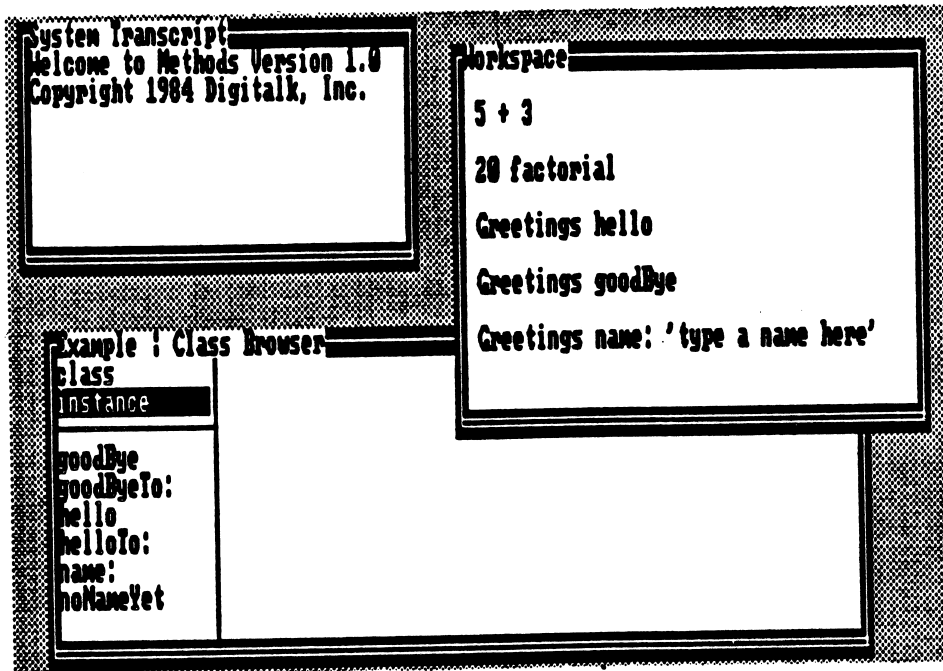 System Transcript
Welcome to Methods Version 1.0
Copyright 1984 Digitalk, Inc.
Workspace
5 + 3
20 factorial
Greetings hello
Greetings goodBye
Greetings name: 'type a name here'
Example : Class Browser
class
instance
goodBye
goodByeTo:
hello
helloTo:
name:
noNameYet